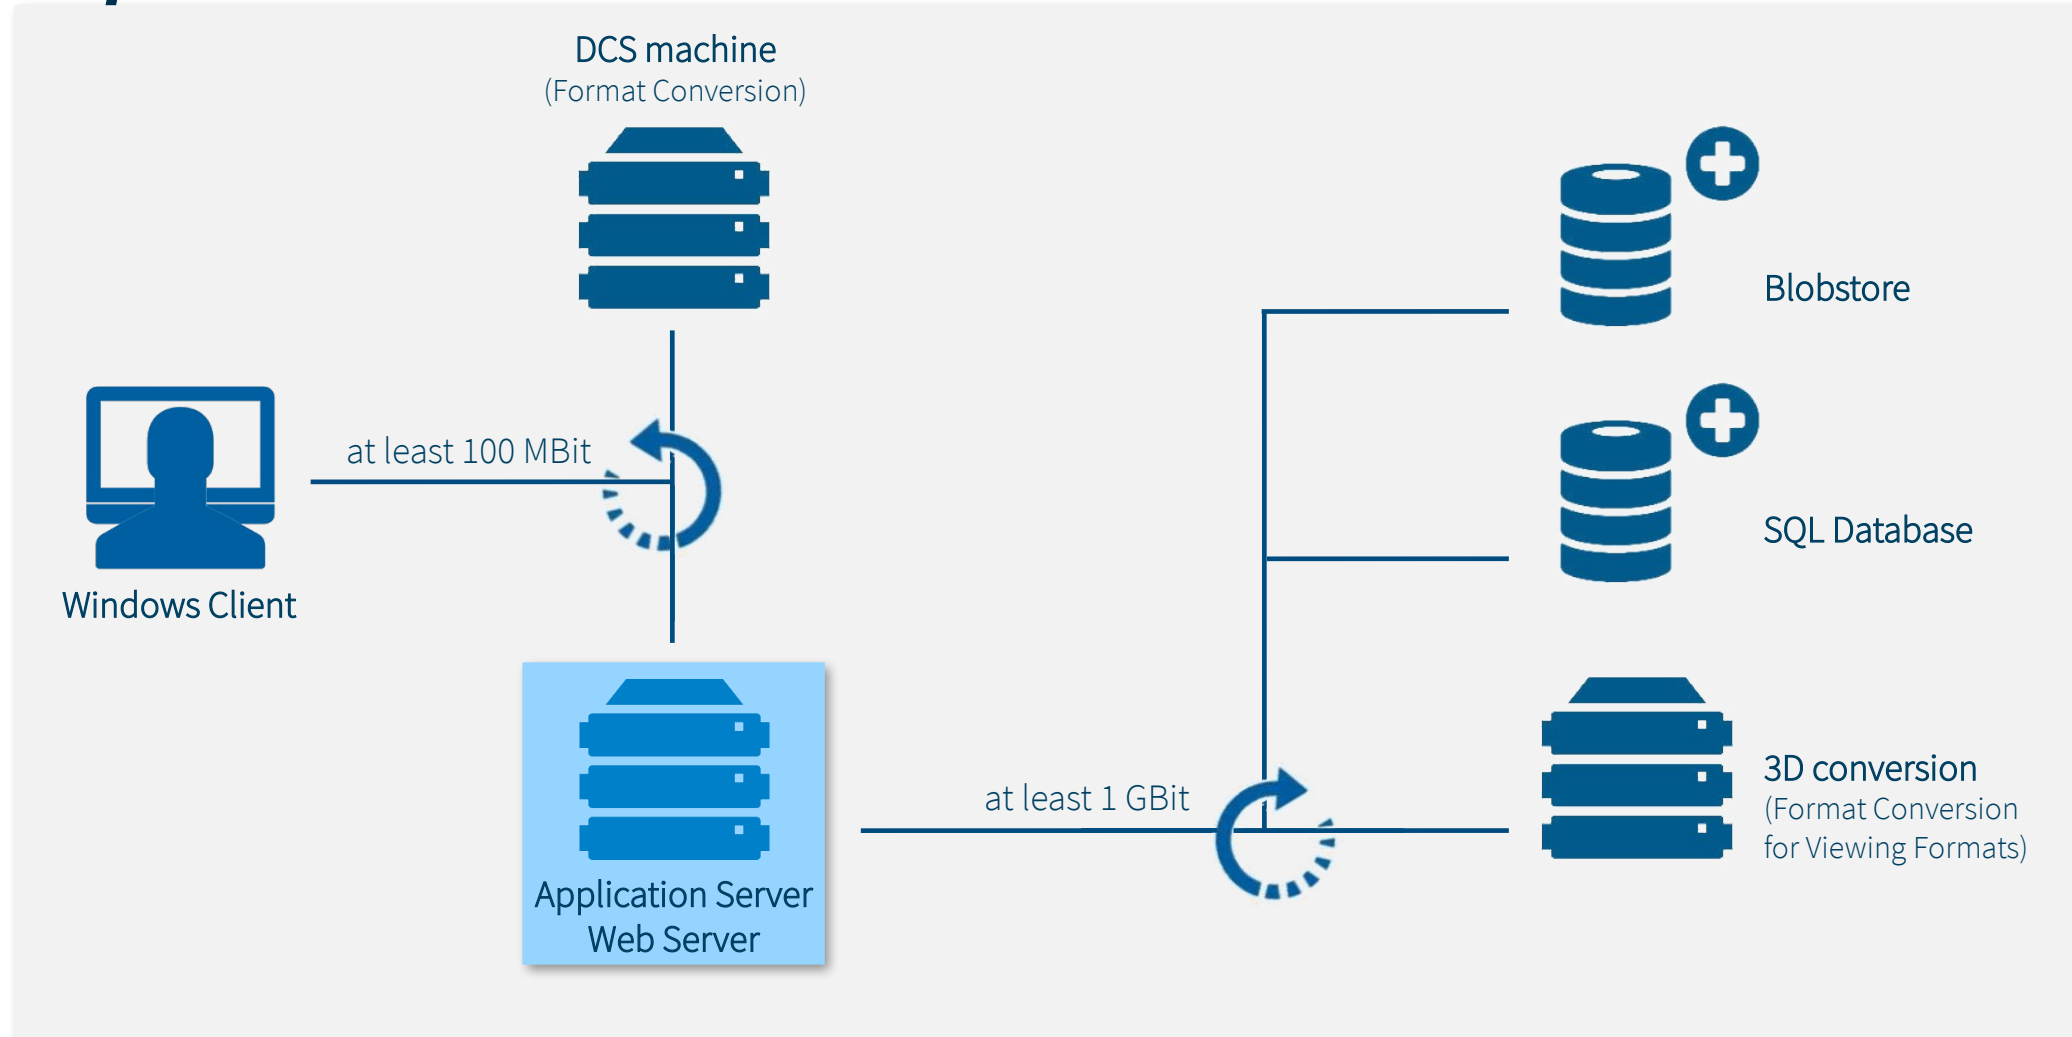 DCS machine
(Format Conversion)
Blobstore
at least 100 MBit
SQL Database
Windows Client
3D conversion
(Format Conversion
for Viewing Formats)
at least 1 GBit
Application Server
Web Server